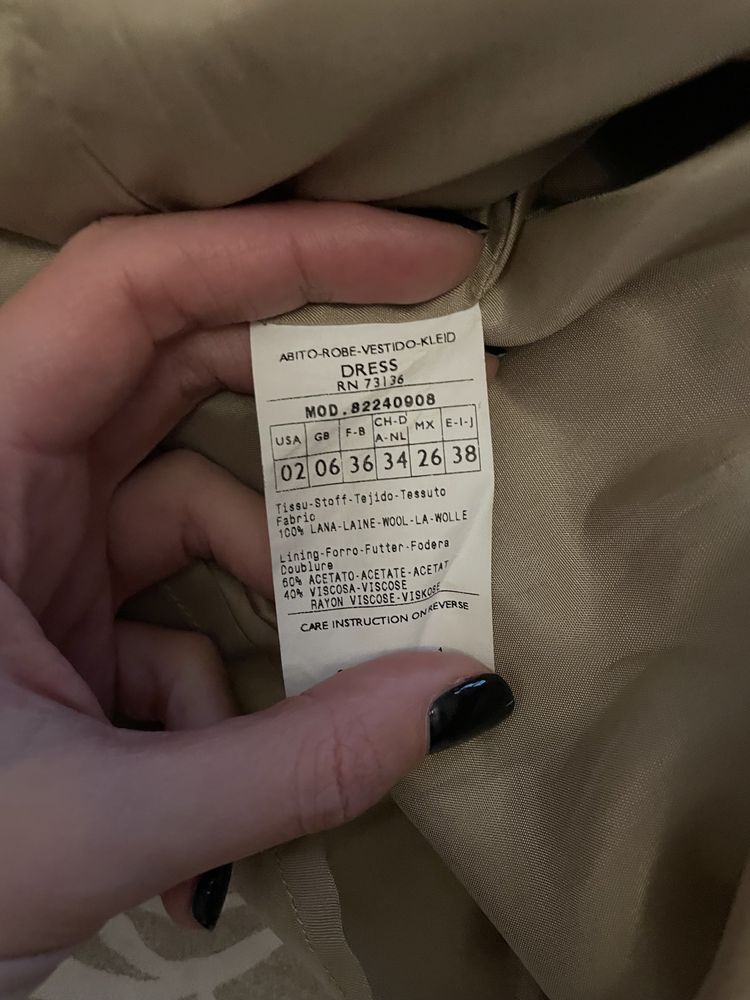 ABITO-ROBE-VESTIDO-KLEID
DRESS
RN 73136
MOD.82240908
USA GB F-B CH-D A-NL MX E-I-J
02 06 36 34 26 38
Tissu-Stoff-Tejido-Tessuto
Fabric
100% LANA-LAINE-WOOL-LA-WOLLE
Lining-Forro-Futter-Fodera
Doublure
60% ACETATO-ACETATE-ACETAT
40% VISCOSA-VISCOSE
RAYON VISCOSE-VISKOSE
CARE INSTRUCTION ON REVERSE